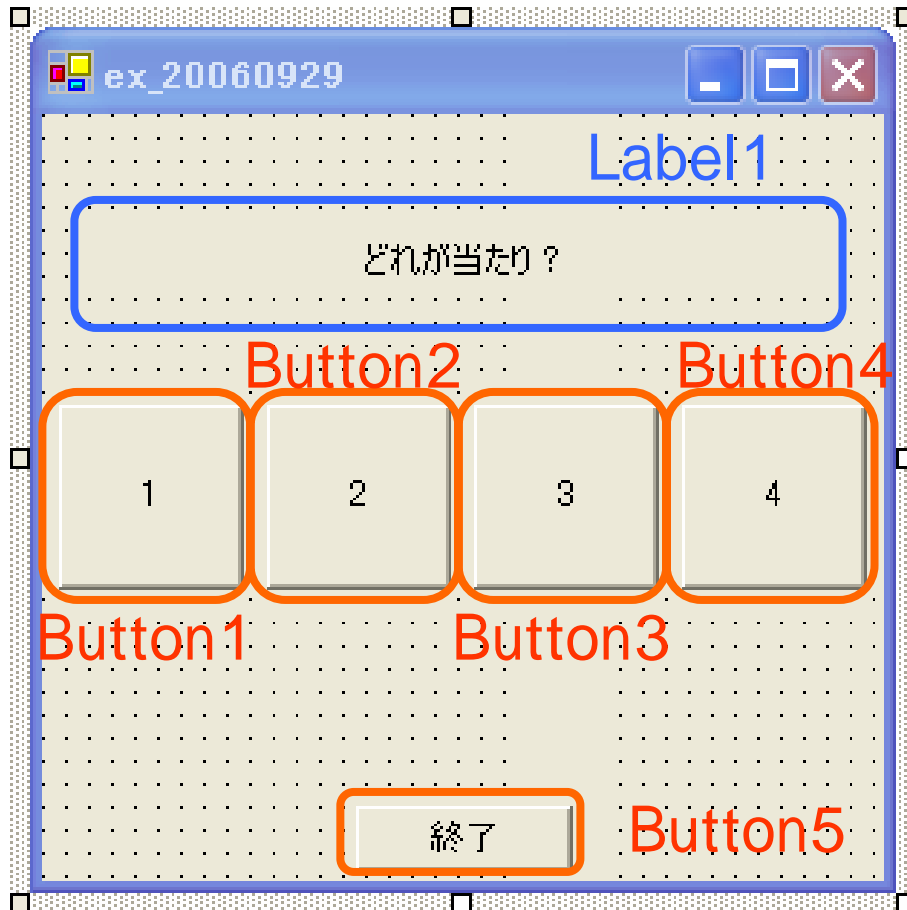 ex_20060929
Label1
どれが当たり？
Button2
Button4
1
2
3
4
Button1
Button3
終了
Button5